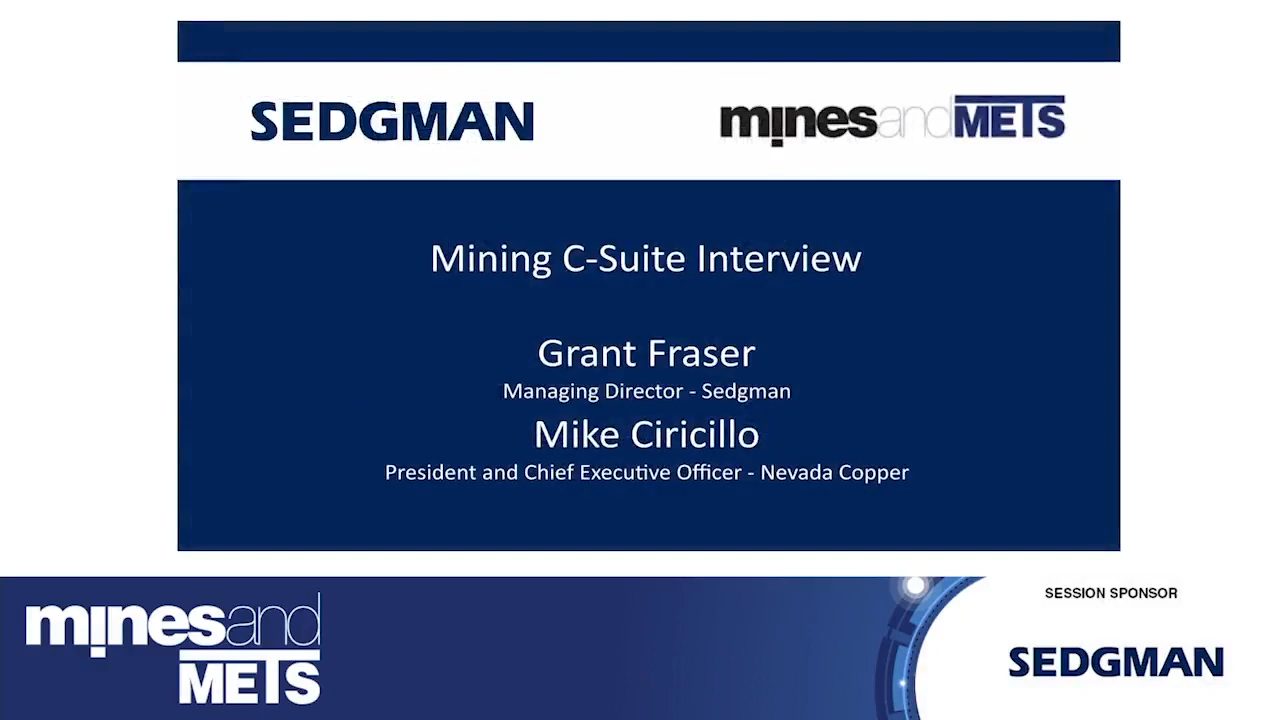 SEDGMAN
minesandMETS
Mining C-Suite Interview
Grant Fraser
Managing Director - Sedgman
Mike Ciricillo
President and Chief Executive Officer - Nevada Copper
minesand
METS
SESSION SPONSOR
SEDGMAN